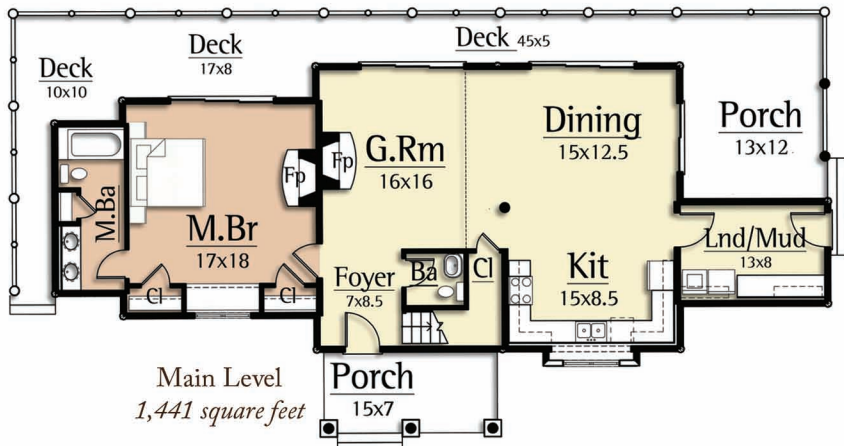 Deck
10x10
Deck
17x8
Deck 45x5
Porch
13x12
Dining
15x12.5
G.Rm
16x16
Fp
Fp
M.Ba
M.Br
17x18
Cl
Cl
Foyer
7x8.5
Ba
Cl
Kit
15x8.5
Lnd/Mud
13x8
Main Level
1,441 square feet
Porch
15x7